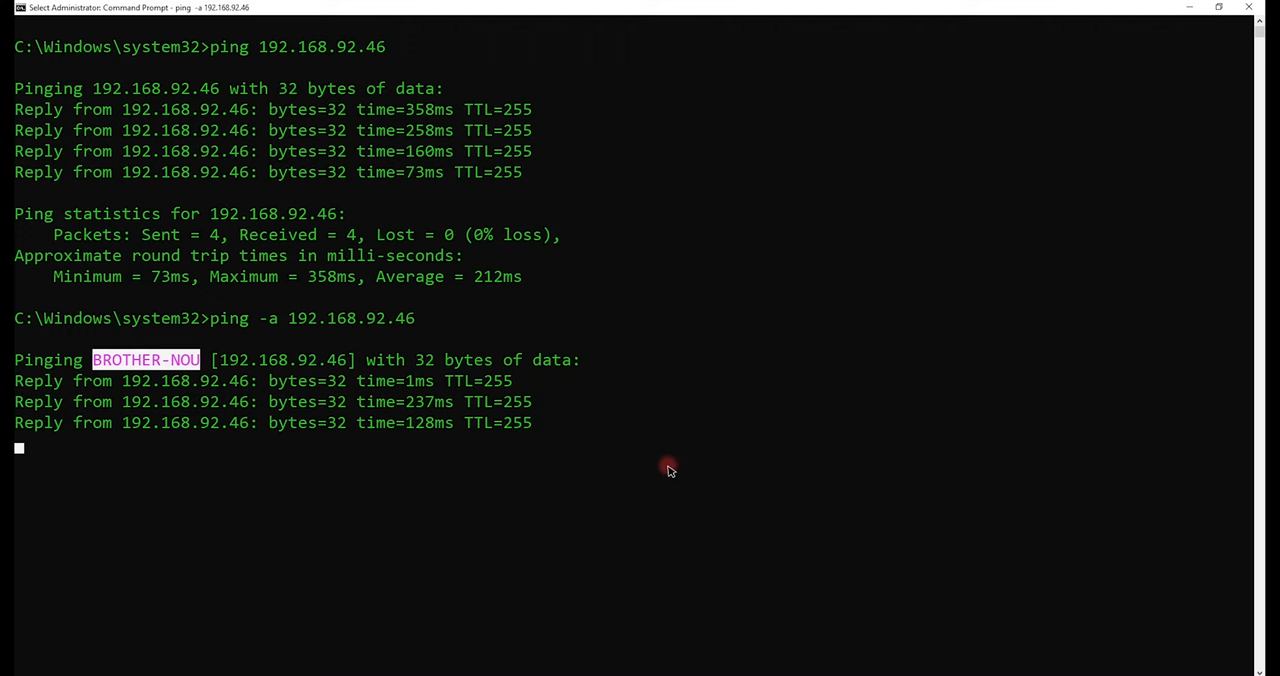 Select Administrator: Command Prompt - ping -a 192.168.92.46
C:\Windows\system32>ping 192.168.92.46
Pinging 192.168.92.46 with 32 bytes of data:
Reply from 192.168.92.46: bytes=32 time=358ms TTL=255
Reply from 192.168.92.46: bytes=32 time=258ms TTL=255
Reply from 192.168.92.46: bytes=32 time=160ms TTL=255
Reply from 192.168.92.46: bytes=32 time=73ms TTL=255
Ping statistics for 192.168.92.46:
Packets: Sent = 4, Received = 4, Lost = 0 (0% loss),
Approximate round trip times in milli-seconds:
Minimum = 73ms, Maximum = 358ms, Average = 212ms
C:\Windows\system32>ping -a 192.168.92.46
Pinging BROTHER-NOU [192.168.92.46] with 32 bytes of data:
Reply from 192.168.92.46: bytes=32 time=1ms TTL=255
Reply from 192.168.92.46: bytes=32 time=237ms TTL=255
Reply from 192.168.92.46: bytes=32 time=128ms TTL=255